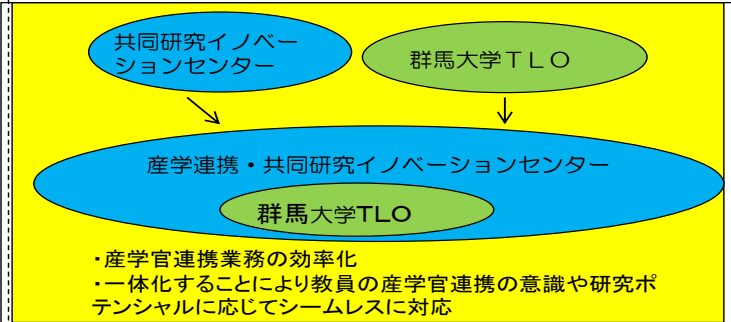 共同研究イノベー
ションセンター
群馬大学ＴＬＯ
産学連携・共同研究イノベーションセンター
群馬大学TLO
・産学官連携業務の効率化
・一体化することにより教員の産学官連携の意識や研究ポ
テンシャルに応じてシームレスに対応